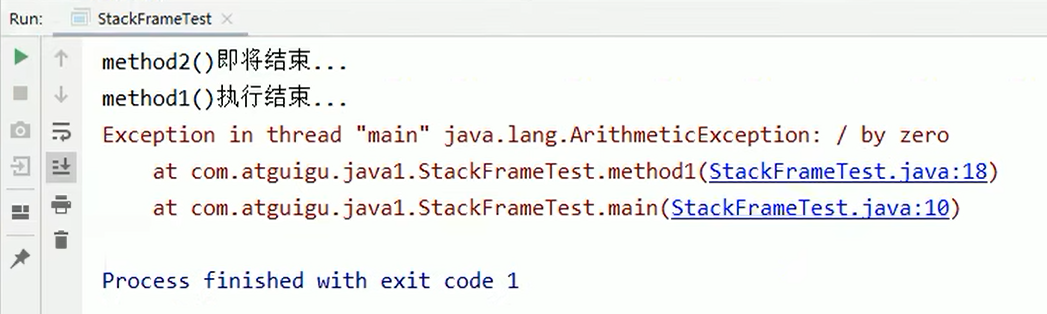 Run: StackFrameTest
method2()即将结束...
method1()执行结束...
Exception in thread "main" java.lang.ArithmeticException: / by zero
at com.atguigu.java1.StackFrameTest.method1(StackFrameTest.java:18)
at com.atguigu.java1.StackFrameTest.main(StackFrameTest.java:10)
Process finished with exit code 1